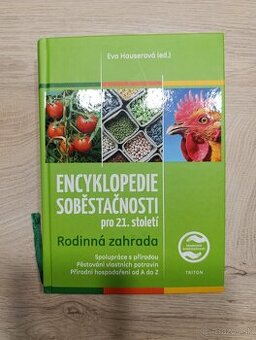 Eva Hauserová (ed.)
ENCYKLOPEDIE
SOBĚSTAČNOSTI
pro 21. století
Rodinná zahrada
Spolupráce s přírodou
Pěstování vlastních potravin
Přírodní hospodaření od A do Z
TRITON